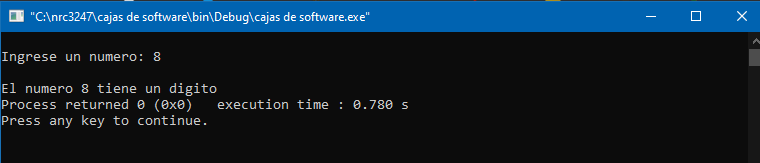 "C:\nrc3247\cajas de software\bin\Debug\cajas de software.exe"
Ingrese un numero: 8
El numero 8 tiene un digito
Process returned 0 (0x0)   execution time : 0.780 s
Press any key to continue.